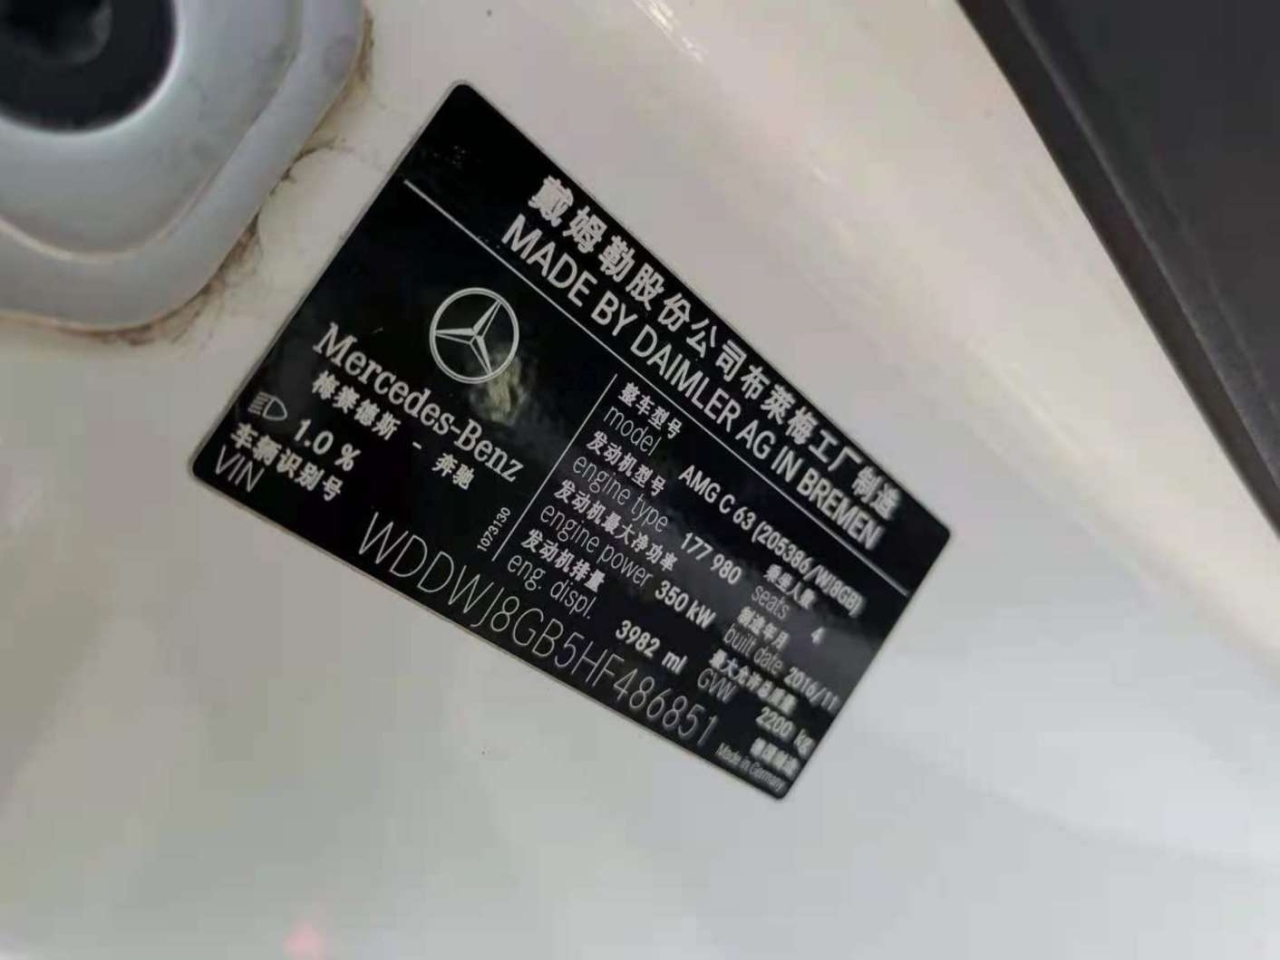 戴姆勒股份公司布莱梅工厂制造
MADE BY DAIMLER AG IN BREMEN
Mercedes-Benz
梅赛德斯 - 奔驰
1.0 %
整车型号
model AMG C 63 (205386/WJ8GB)
发动机型号
engine type 177 980
发动机最大净功率
engine power 350 kW
发动机排量
eng. displ. 3982 ml
乘坐人数
seats 4
制造年月
built date 2016/11
最大允许总质量
GVW 2200 kg
1073130
车辆识别号
VIN WDDWJ8GB5HF486851
德国制造
Made in Germany